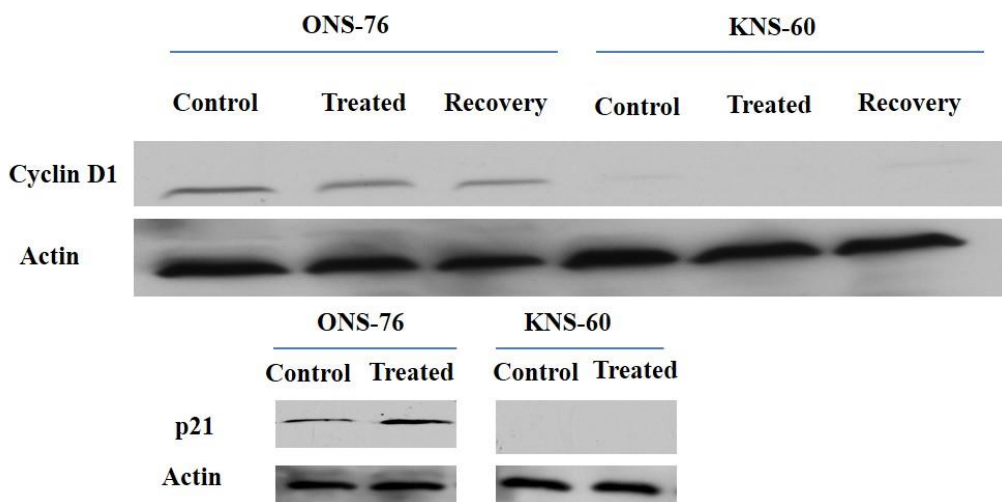 ONS-76 KNS-60
Control Treated Recovery Control Treated Recovery
Cyclin D1
Actin
ONS-76 KNS-60
Control Treated Control Treated
p21
Actin